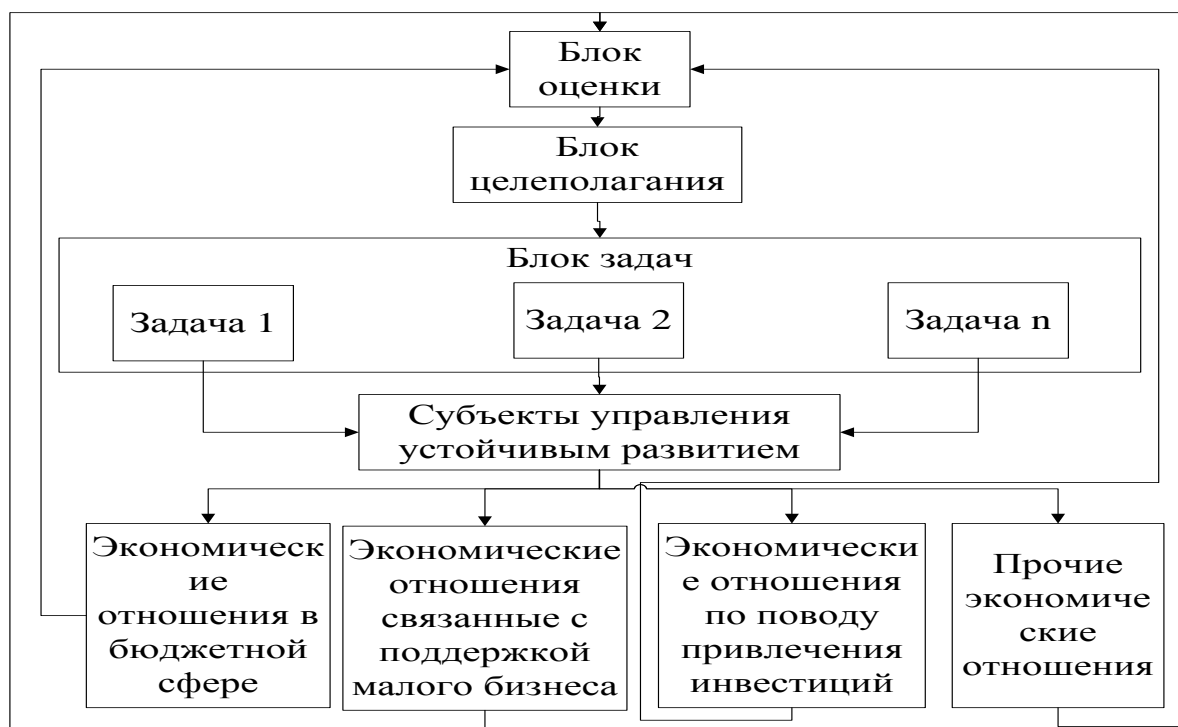 Блок
оценки
Блок
целеполагания
Блок задач
Задача 1
Задача 2
Задача n
Субъекты управления
устойчивым развитием
Экономическ
ие
отношения в
бюджетной
сфере
Экономические
отношения
связанные с
поддержкой
малого бизнеса
Экономически
е отношения
по поводу
привлечения
инвестиций
Прочие
экономиче
ские
отношения